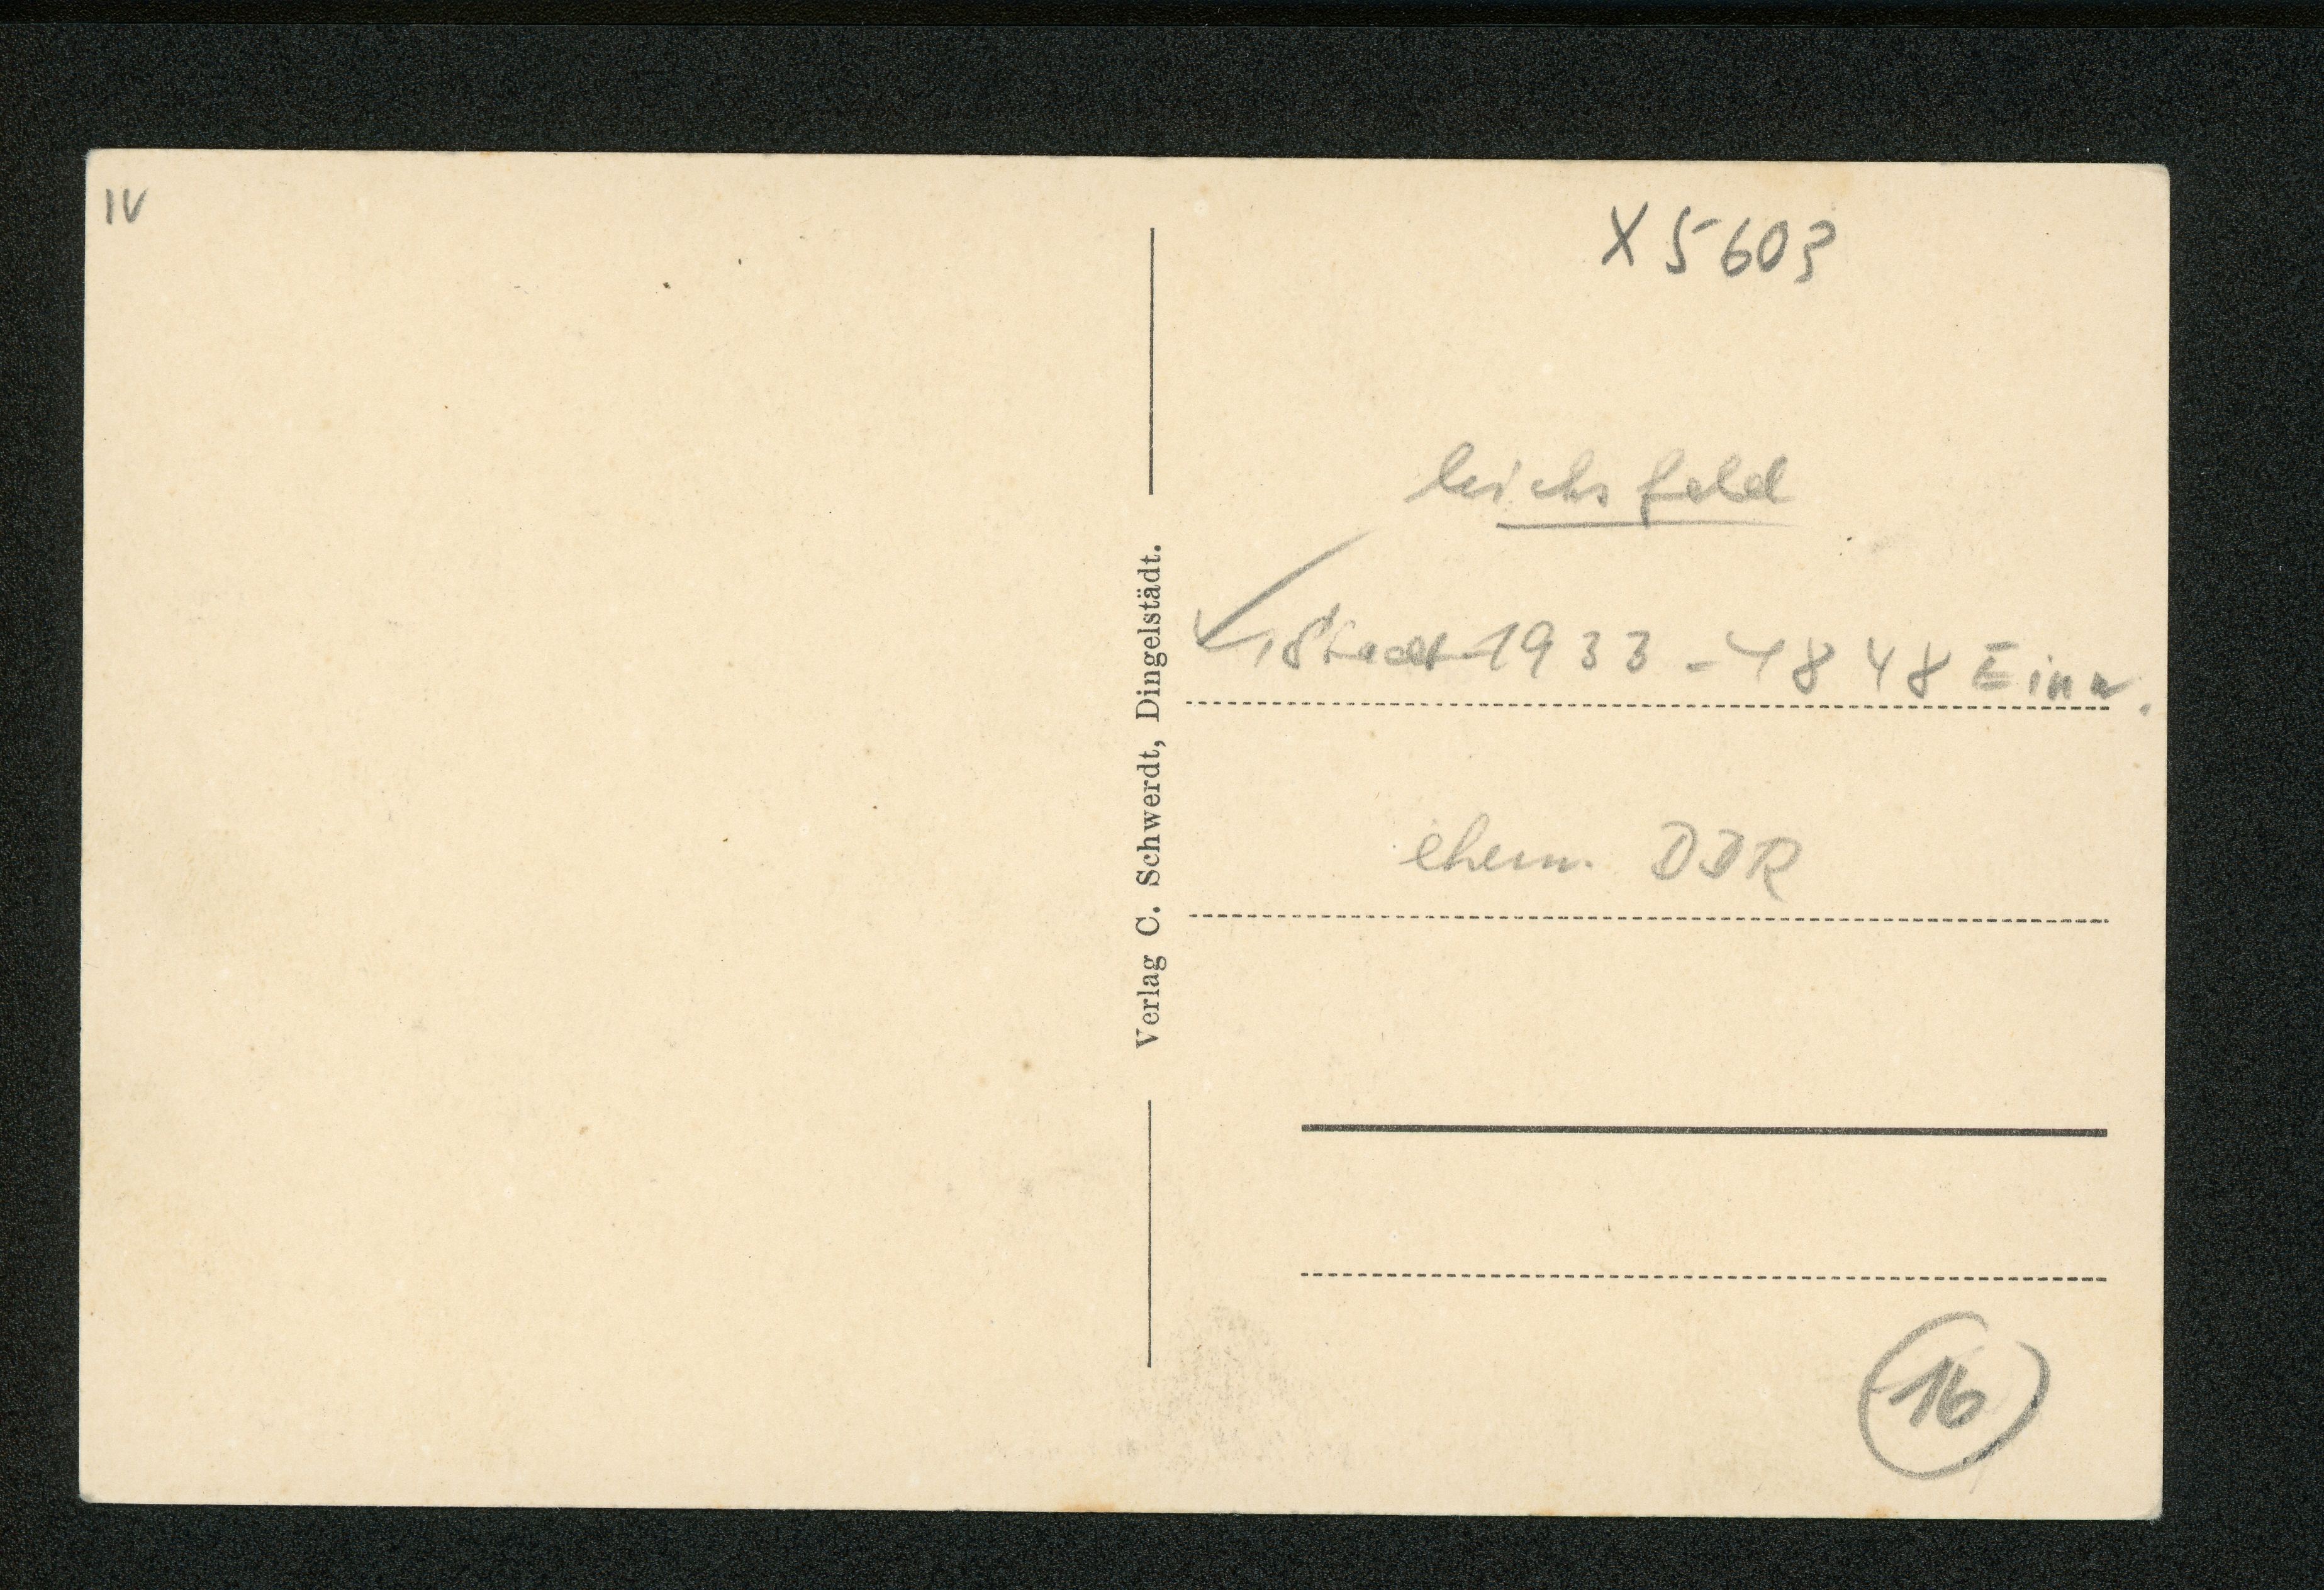 IV
X 5603
Eichsfeld
Stadt 1933 - 4848 Einw.
ehem. DDR
Verlag C. Schwerdt, Dingelstädt.
16